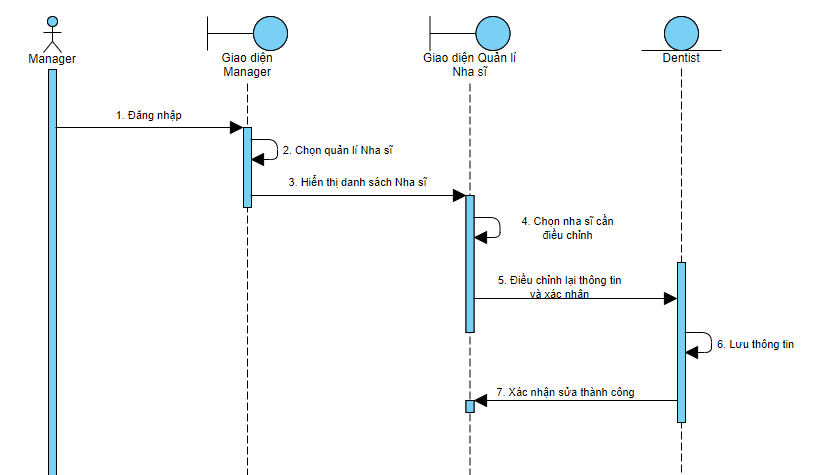 Manager
Giao diện
Manager
Giao diện Quản lí
Nha sĩ
Dentist
1. Đăng nhập
2. Chọn quản lí Nha sĩ
3. Hiển thị danh sách Nha sĩ
4. Chọn nha sĩ cần
điều chỉnh
5. Điều chỉnh lại thông tin
và xác nhận
6. Lưu thông tin
7. Xác nhận sửa thành công